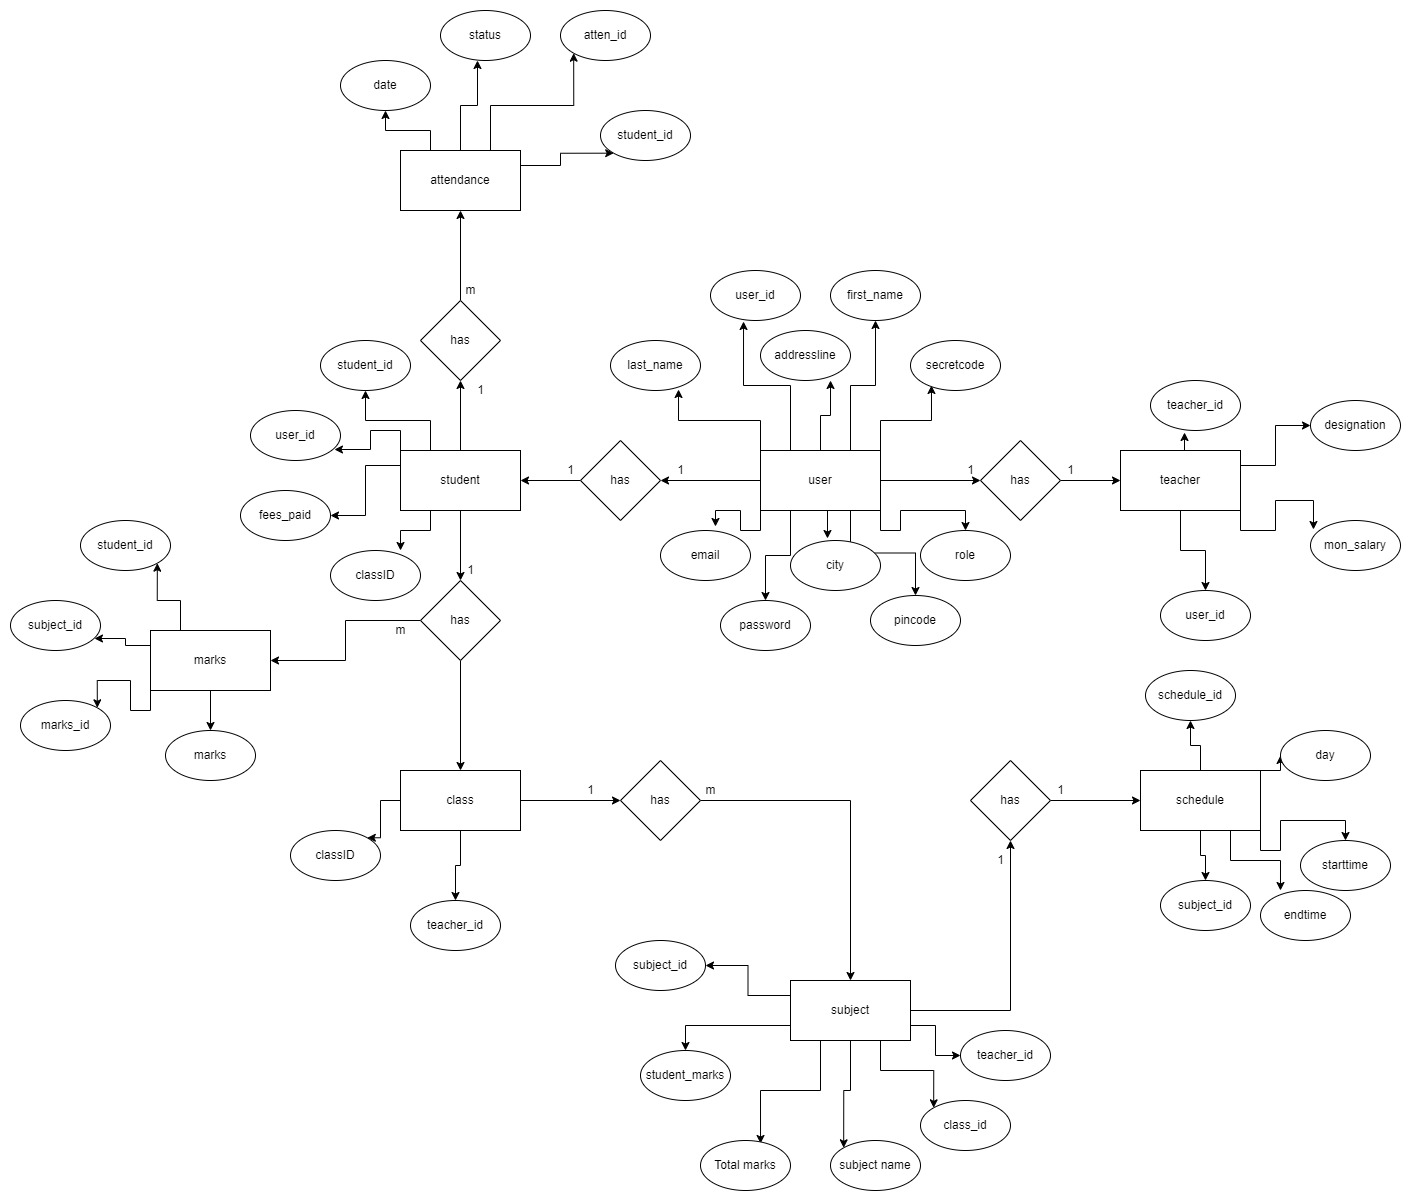 status
atten_id
date
student_id
attendance
m
has
1
user_id
first_name
addressline
last_name
secretcode
student_id
user_id
fees_paid
classID
student
1
has
1
user
1
has
1
teacher
teacher_id
designation
mon_salary
user_id
email
password
city
pincode
role
1
has
m
student_id
subject_id
marks_id
marks
marks
class
classID
teacher_id
1
has
m
has
1
1
schedule
schedule_id
day
starttime
endtime
subject_id
subject
subject_id
student_marks
Total marks
subject name
class_id
teacher_id